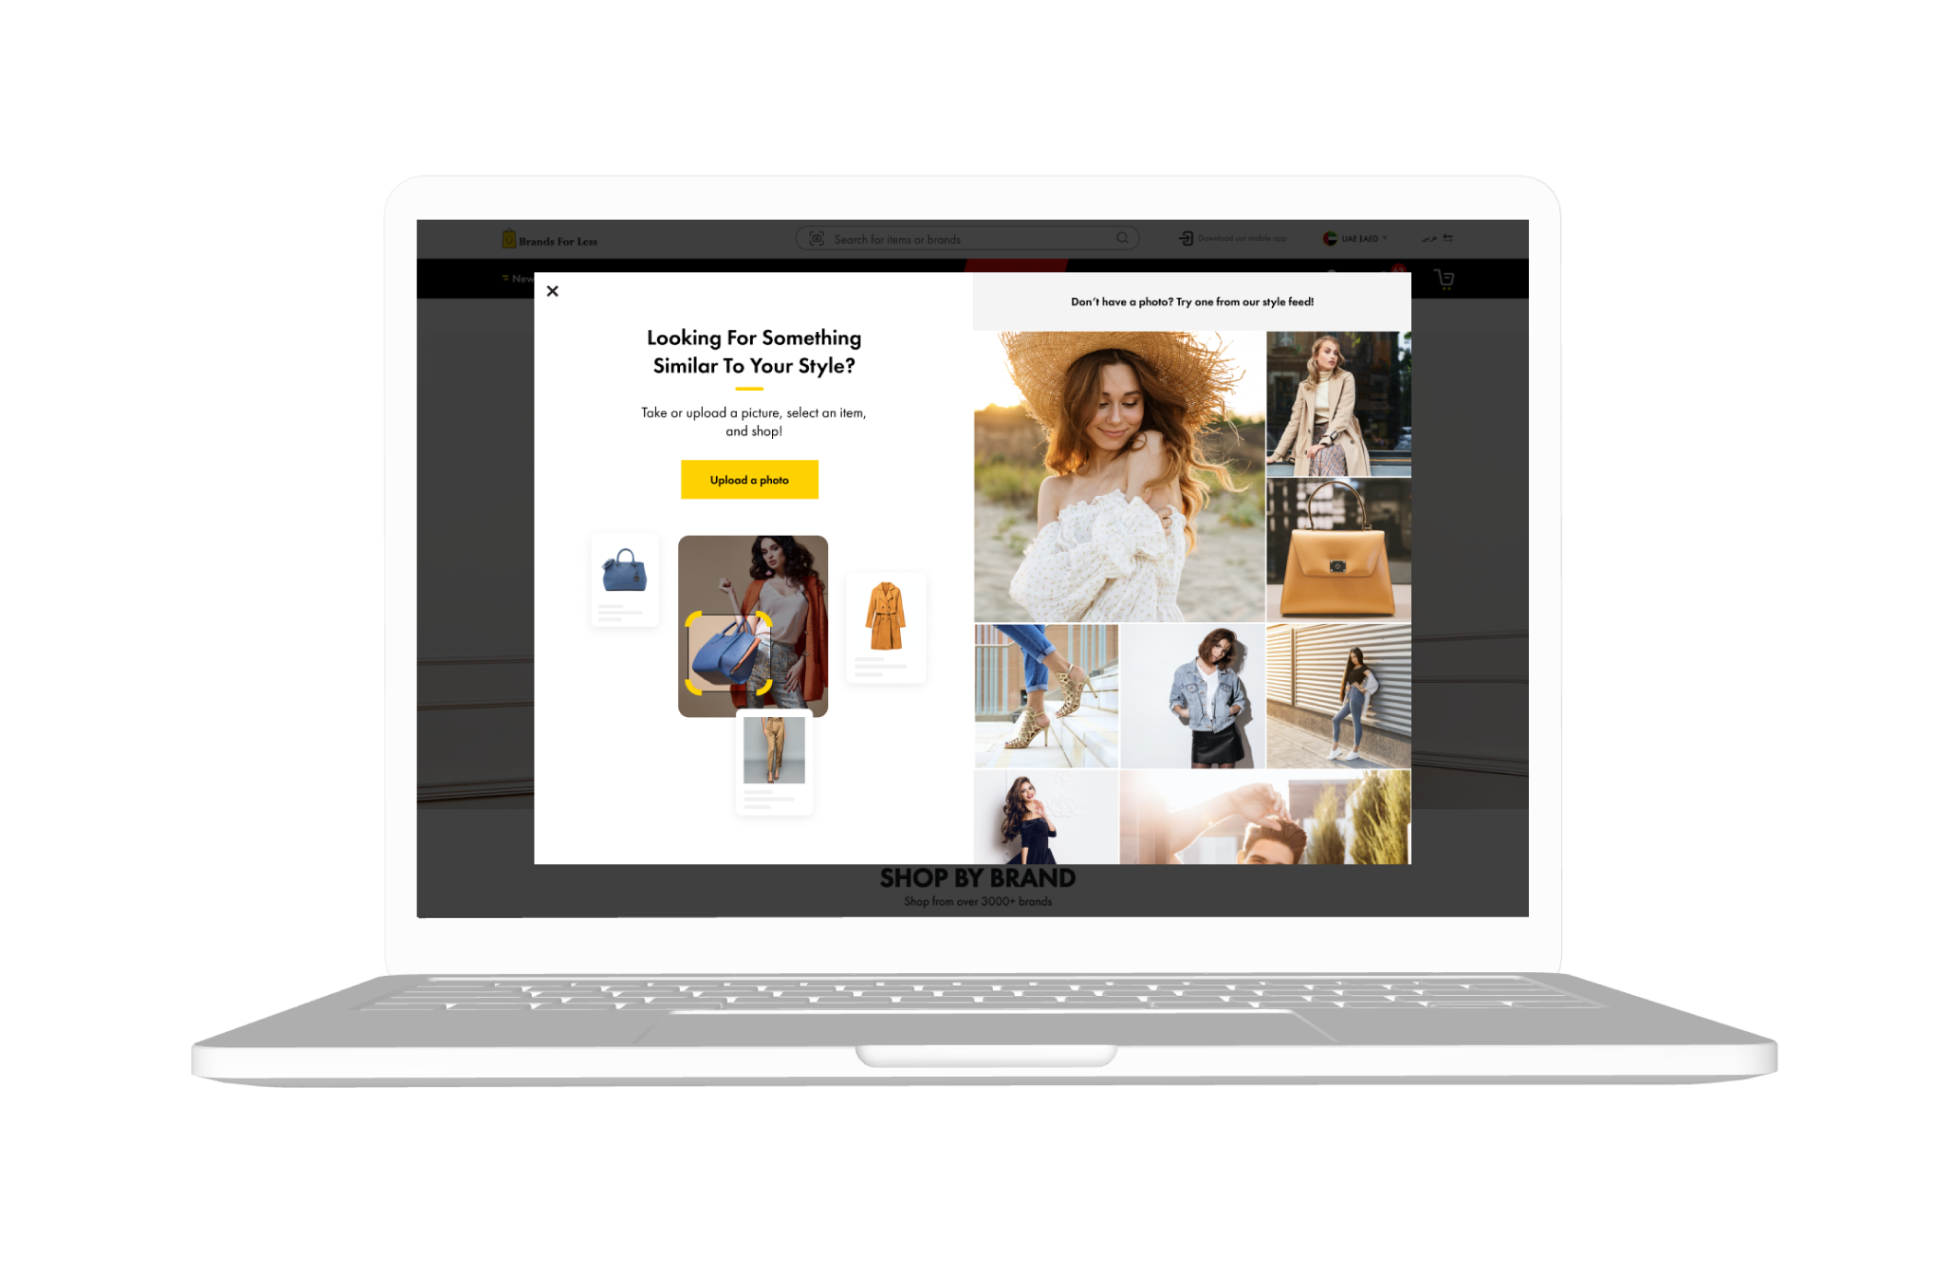 Brands For Less
Search for items or brands
Download our mobile app
UAE (AED)
عربي
New
Don't have a photo? Try one from our style feed!
Looking For Something
Similar To Your Style?
Take or upload a picture, select an item,
and shop!
Upload a photo
SHOP BY BRAND
Shop from over 3000+ brands